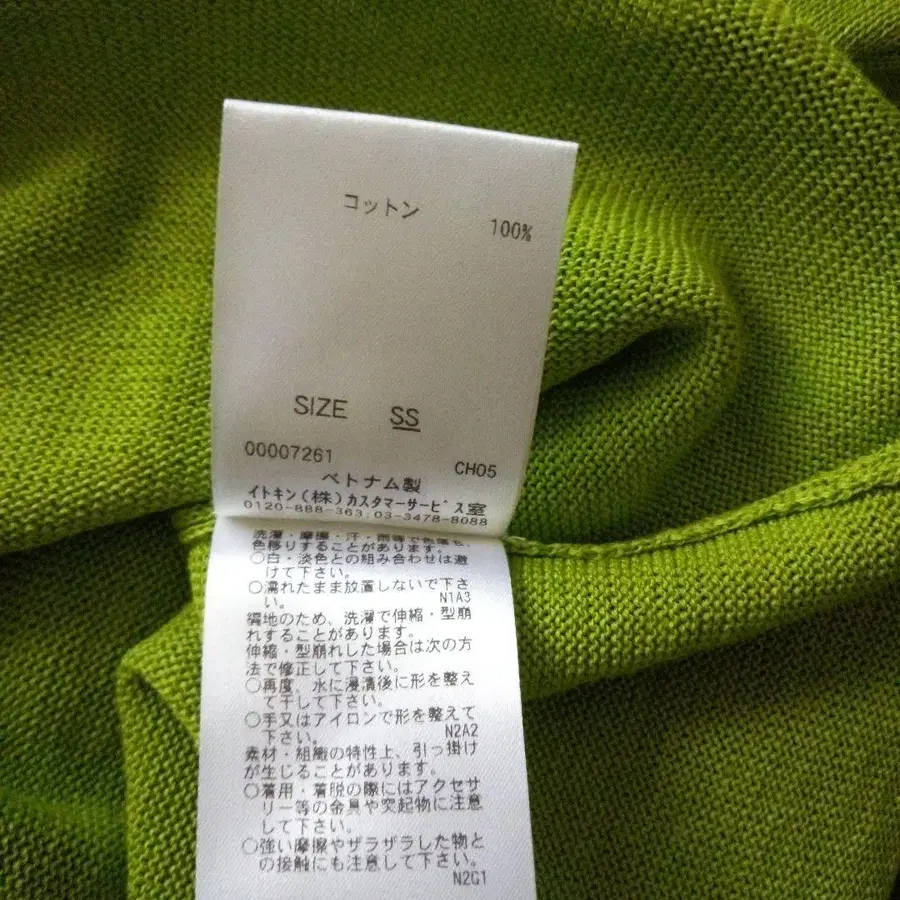 コットン
100%
SIZE SS
00007261
CH05
ベトナム製
イトキン(株)カスタマーサービス室
0120-888-363:03-3478-8088
洗濯・摩擦・汗・雨等で色落ち、
色移りすることがあります。
○白・淡色との組み合わせは避
けて下さい。
○濡れたまま放置しないで下さ
い。 N1A3
編地のため、洗濯で伸縮・型崩
れすることがあります。
伸縮・型崩れした場合は次の方
法で修正して下さい。
○再度、水に浸漬後に形を整え
て干して下さい。
○手又はアイロンで形を整えて
下さい。 N2A2
素材・組織の特性上、引っ掛け
が生じることがあります。
○着用・着脱の際にはアクセサ
リー等の金具や突起物に注意
して下さい。
○強い摩擦やザラザラした物と
の接触にも注意して下さい。
N2G1